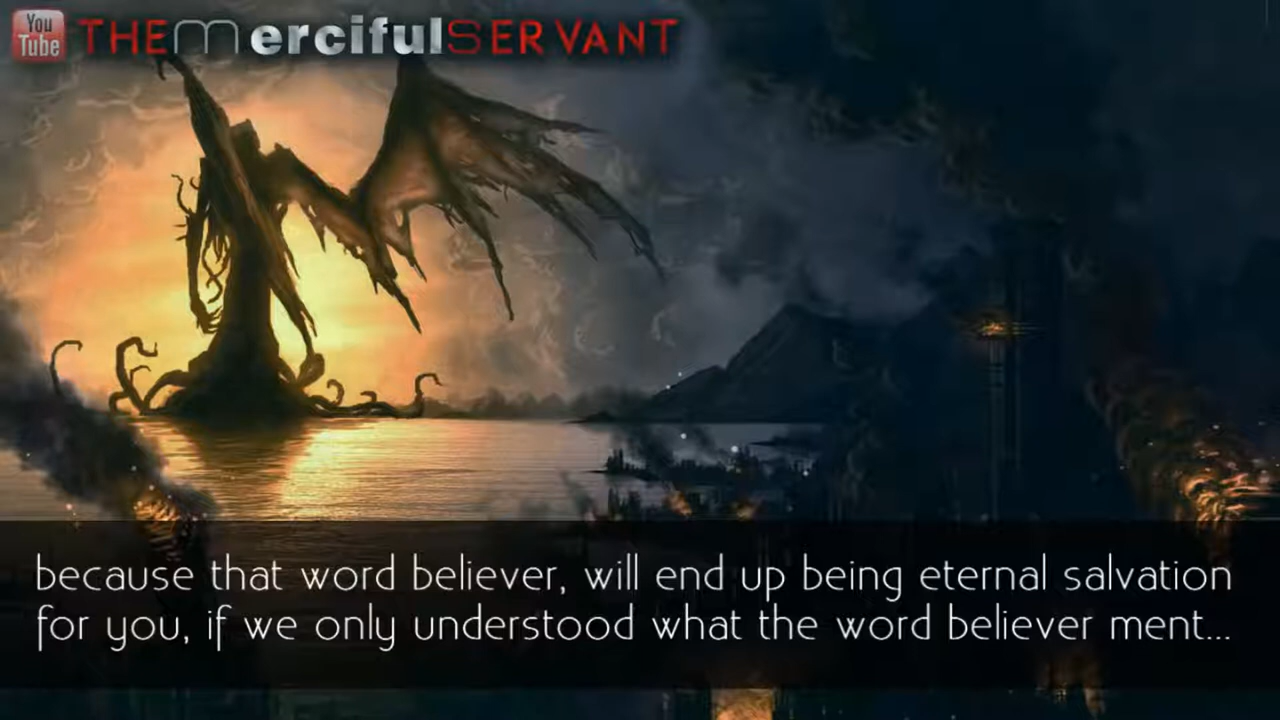 You Tube THEMercifulSERVANT
because that word believer, will end up being eternal salvation
for you, if we only understood what the word believer ment...